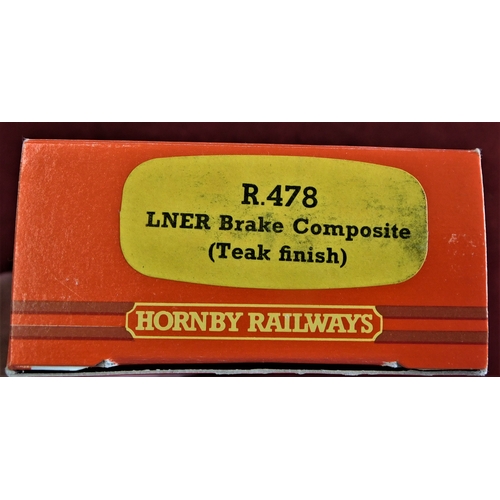 R.478
LNER Brake Composite
(Teak finish)
HORNBY RAILWAYS